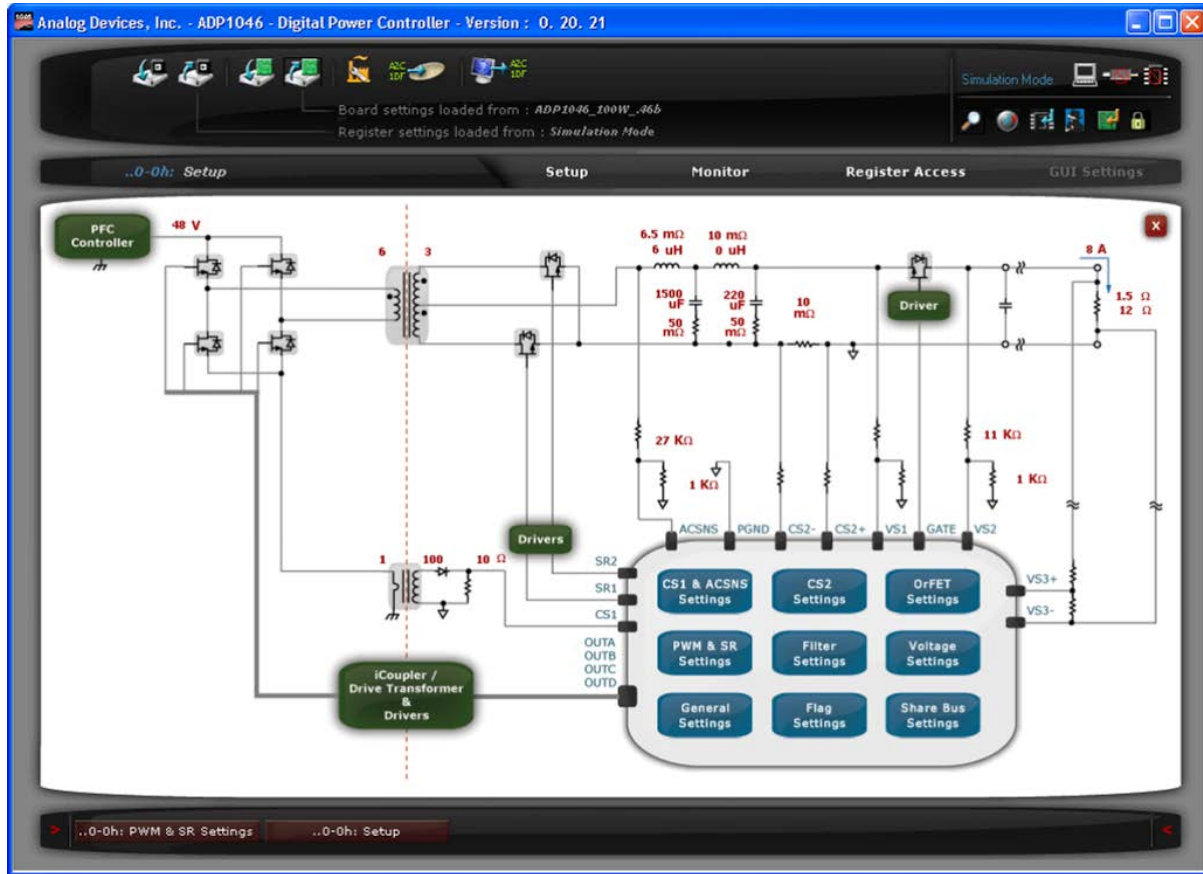 Analog Devices, Inc. - ADP1046 - Digital Power Controller - Version : 0. 20. 21
A2C
1DF
A2C
1DF
Simulation Mode
Board settings loaded from : ADP1046_100W_.46b
Register settings loaded from : Simulation Mode
..0-0h: Setup
Setup
Monitor
Register Access
GUI Settings
PFC
Controller
48 V
6
3
6.5 mΩ
6 uH
10 mΩ
0 uH
1500
uF
50
mΩ
220
uF
50
mΩ
10
mΩ
Driver
8 A
1.5 Ω
12 Ω
27 KΩ
1 KΩ
11 KΩ
1 KΩ
ACSNS
PGND
CS2-
CS2+
VS1
GATE
VS2
Drivers
1
100
10 Ω
SR2
SR1
CS1
OUTA
OUTB
OUTC
OUTD
VS3+
VS3-
CS1 & ACSNS
Settings
CS2
Settings
OrFET
Settings
PWM & SR
Settings
Filter
Settings
Voltage
Settings
General
Settings
Flag
Settings
Share Bus
Settings
iCoupler /
Drive Transformer
&
Drivers
..0-0h: PWM & SR Settings
..0-0h: Setup